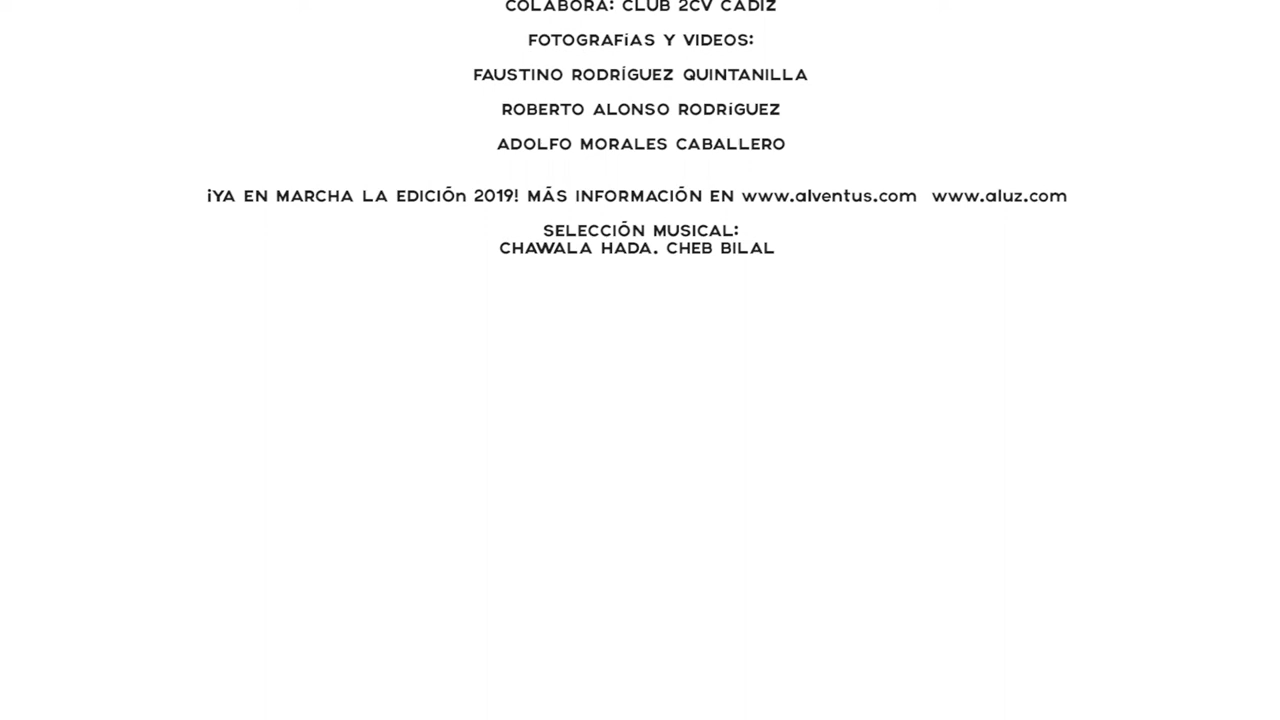 COLABORA: CLUB 2CV CADIZ
FOTOGRAFíAS Y VIDEOS:
FAUSTINO RODRÍGUEZ QUINTANILLA
ROBERTO ALONSO RODRíGUEZ
ADOLFO MORALES CABALLERO
¡YA EN MARCHA LA EDICIÓn 2019! MÁS INFORMACIÓN EN www.alventus.com www.aluz.com
SELECCIÓN MUSICAL:
CHAWALA HADA. CHEB BILAL